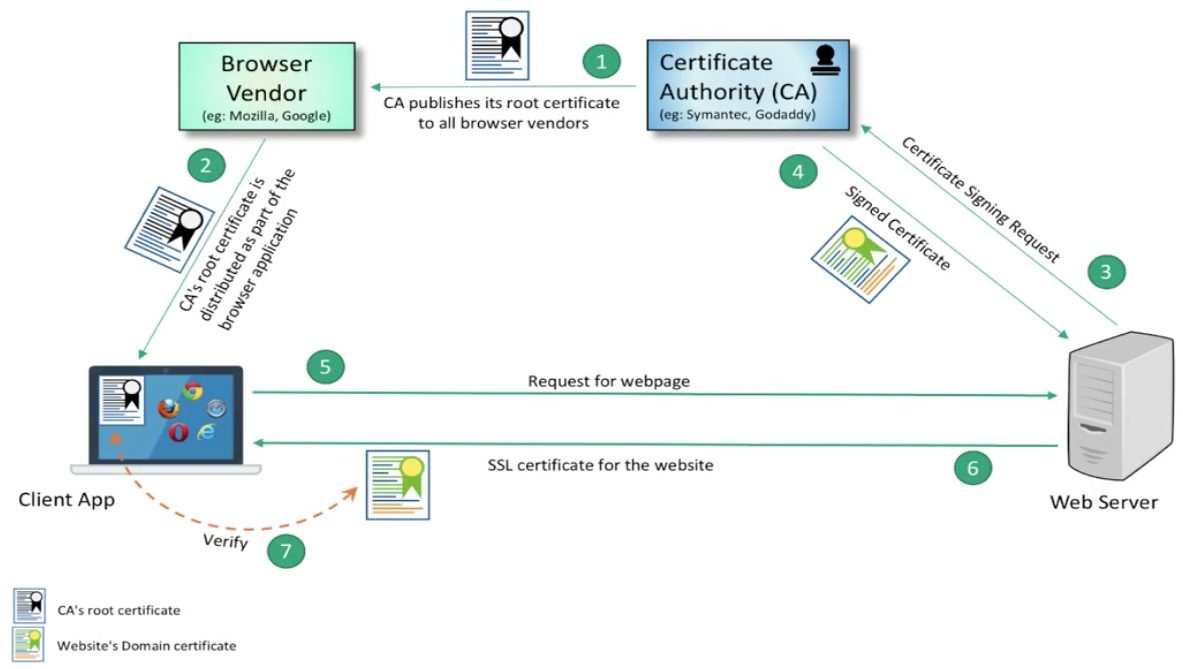 Browser
Vendor
(eg: Mozilla, Google)
1
CA publishes its root certificate
to all browser vendors
Certificate
Authority (CA)
(eg: Symantec, Godaddy)
2
CA's root certificate is
distributed as part of the
browser application
4
Signed Certificate
Certificate Signing Request
3
5
Request for webpage
SSL certificate for the website
6
Client App
Web Server
Verify
7
CA's root certificate
Website's Domain certificate